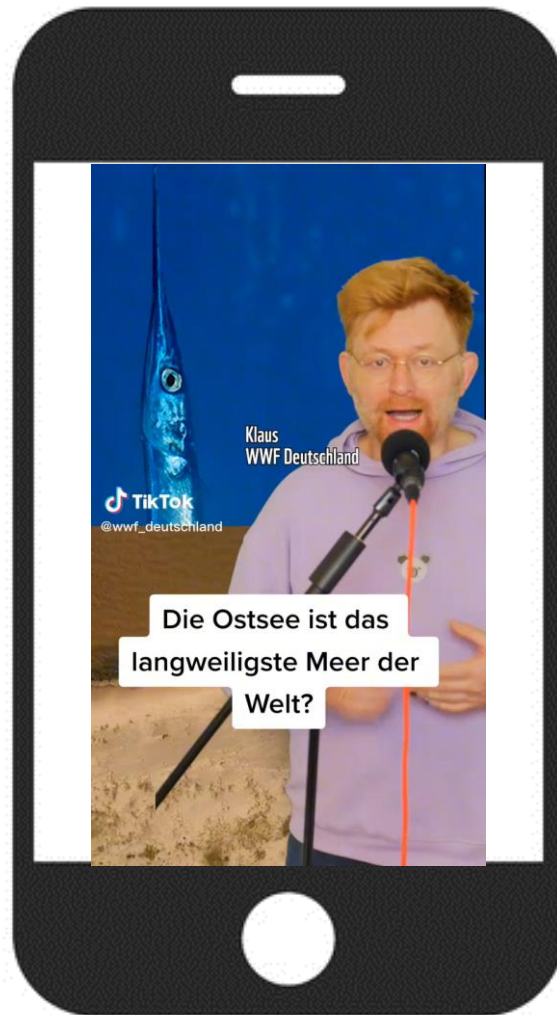 Klaus
WWF Deutschland
TikTok
@wwf_deutschland
Die Ostsee ist das
langweiligste Meer der
Welt?